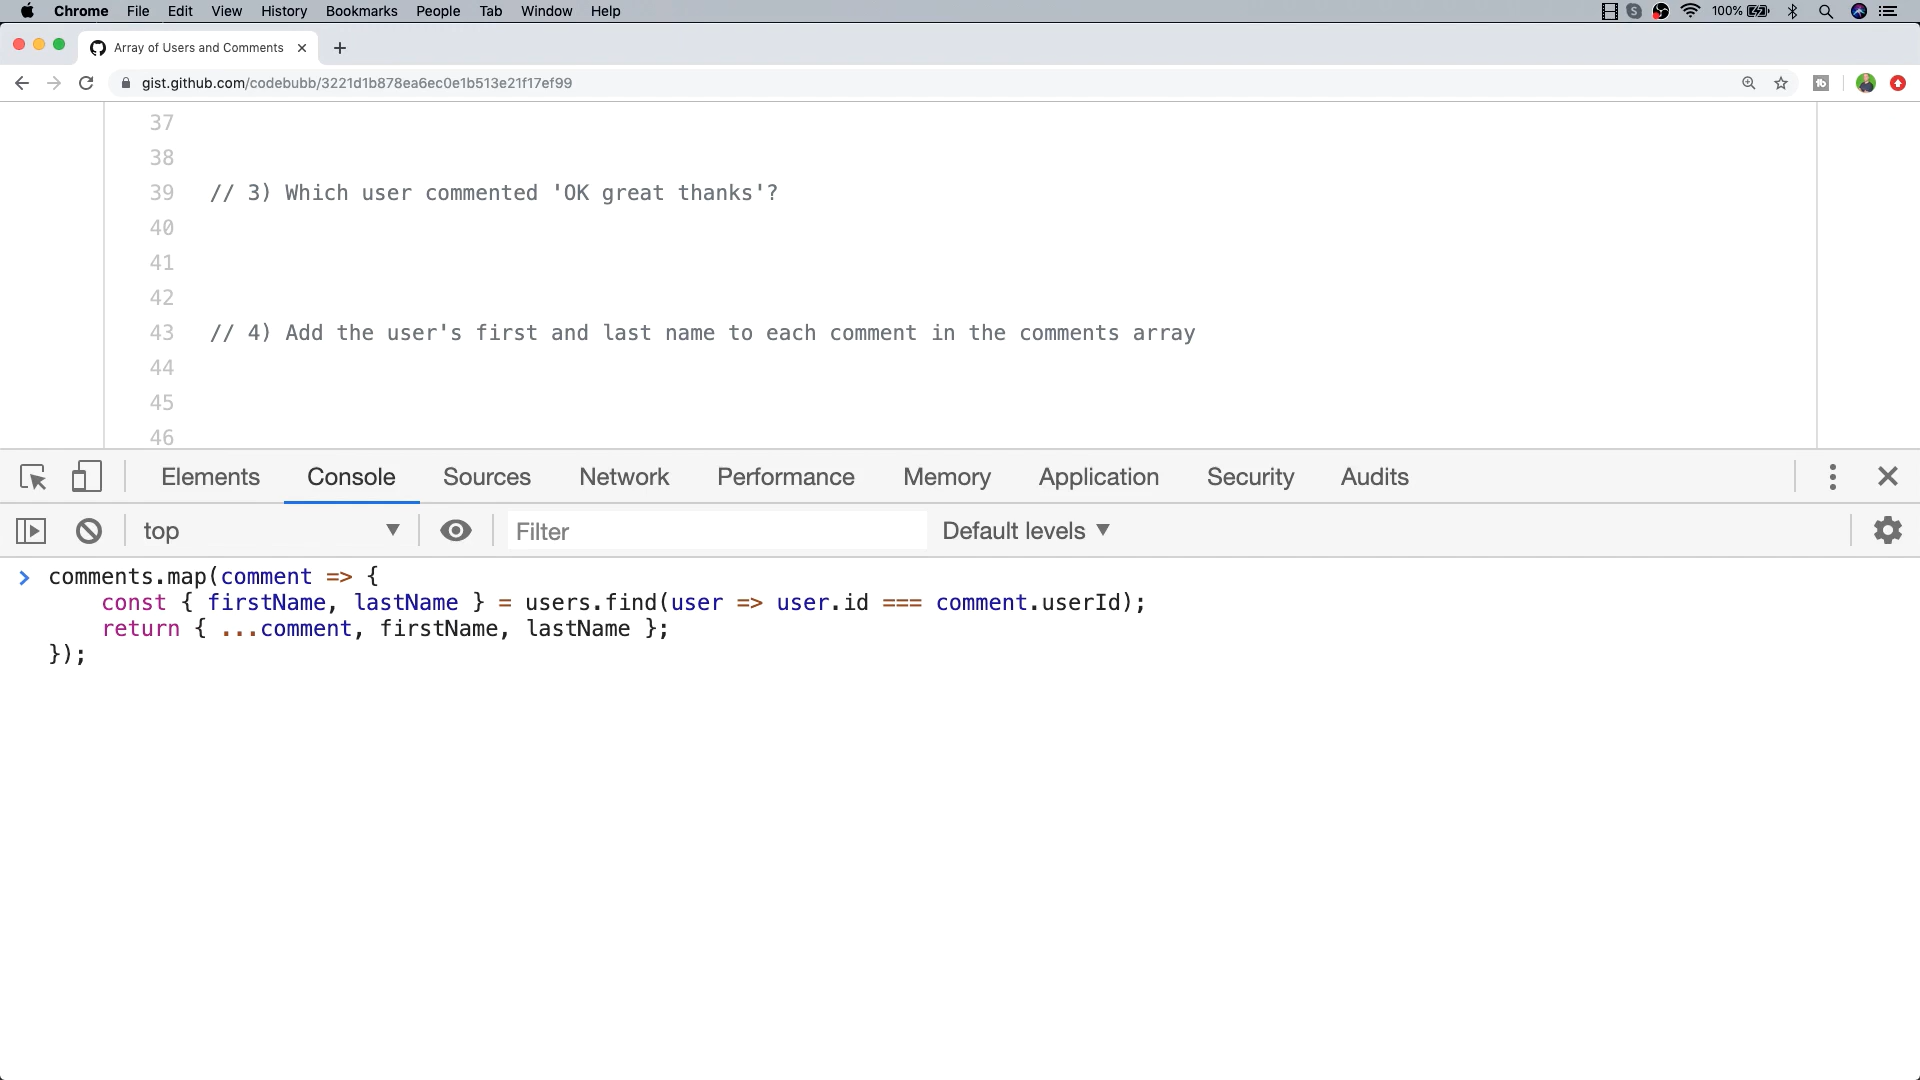 Chrome File Edit View History Bookmarks People Tab Window Help 100%
Array of Users and Comments
gist.github.com/codebubb/3221d1b878ea6ec0e1b513e21f17ef99
37
38
39 // 3) Which user commented 'OK great thanks'?
40
41
42
43 // 4) Add the user's first and last name to each comment in the comments array
44
45
46
Elements Console Sources Network Performance Memory Application Security Audits
top Filter Default levels
comments.map(comment => {
const { firstName, lastName } = users.find(user => user.id === comment.userId);
return { ...comment, firstName, lastName };
});